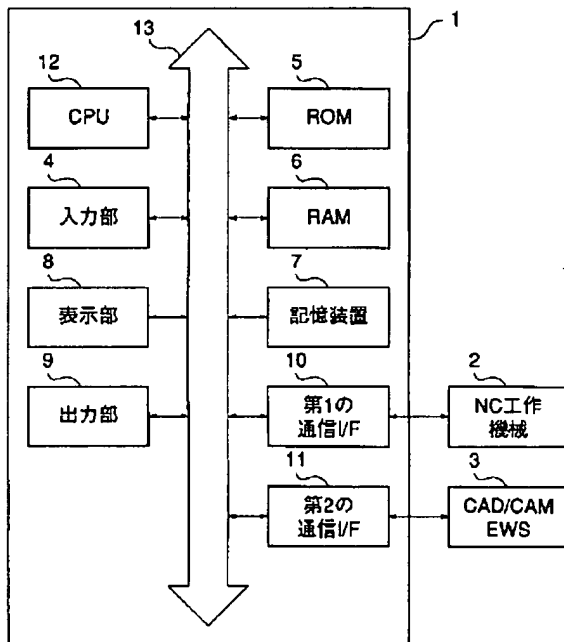 13
1
12
CPU
5
ROM
4
入力部
6
RAM
8
表示部
7
記憶装置
9
出力部
10
第1の
通信I/F
2
NC工作
機械
11
第2の
通信I/F
3
CAD/CAM
EWS